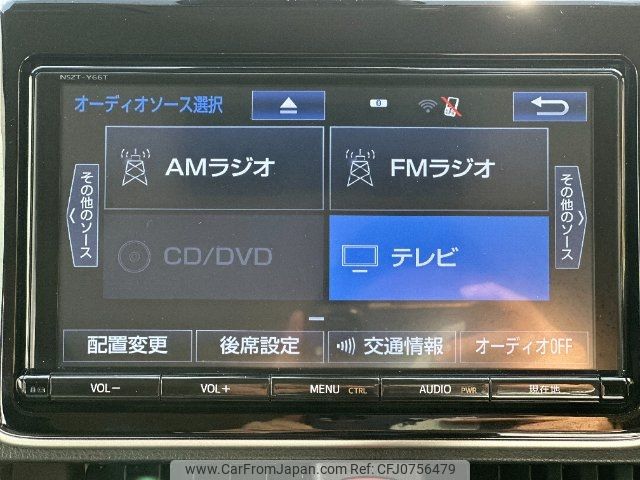 NSZT-Y66T
オーディオソース選択
AMラジオ
FMラジオ
その他のソース
その他のソース
CD/DVD
テレビ
配置変更
後席設定
交通情報
オーディオOFF
VOL−
VOL+
MENU CTRL
AUDIO PWR
現在地
www.CarFromJapan.com ID:CFJ0756479